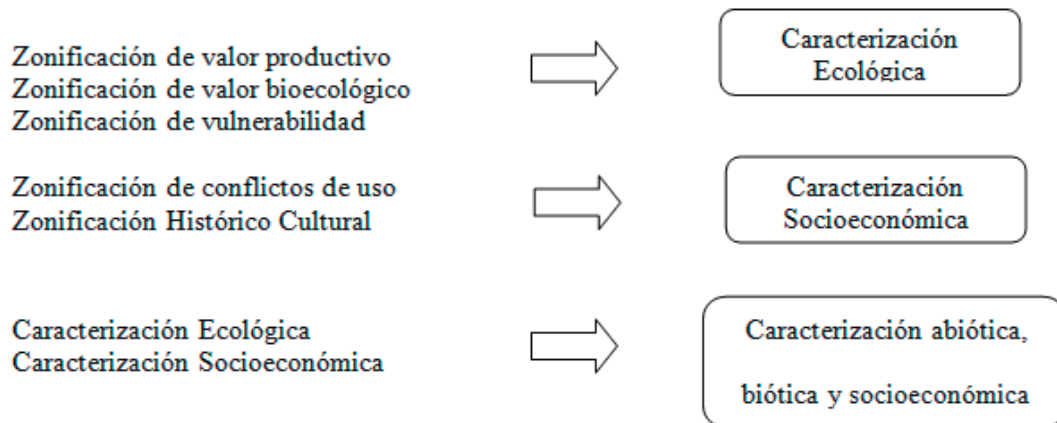 Zonificación de valor productivo
Zonificación de valor bioecológico
Zonificación de vulnerabilidad
Caracterización
Ecológica
Zonificación de conflictos de uso
Zonificación Histórico Cultural
Caracterización
Socioeconómica
Caracterización Ecológica
Caracterización Socioeconómica
Caracterización abiótica,
biótica y socioeconómica